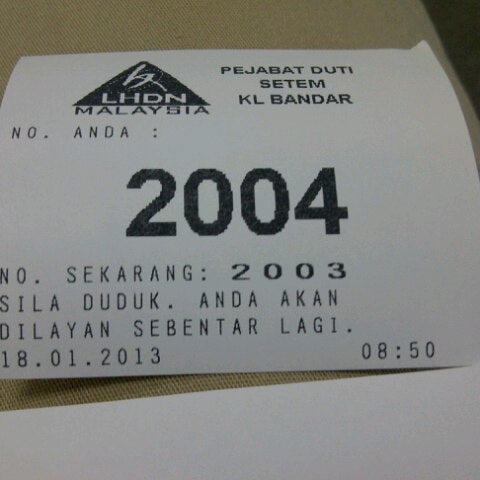 LHDN
MALAYSIA
PEJABAT DUTI
SETEM
KL BANDAR
NO. ANDA :
2004
NO. SEKARANG: 2003
SILA DUDUK. ANDA AKAN
DILAYAN SEBENTAR LAGI.
18.01.2013 08:50